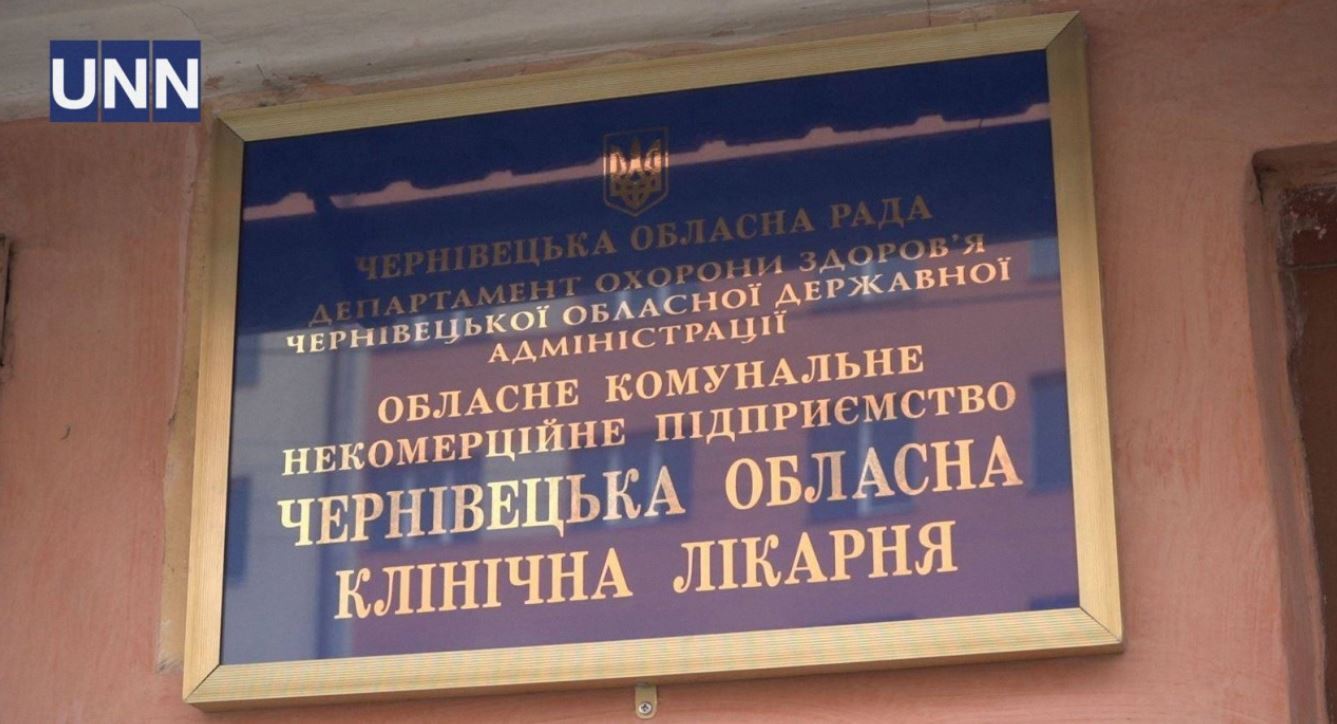 UNN
ЧЕРНІВЕЦЬКА ОБЛАСНА РАДА
ДЕПАРТАМЕНТ ОХОРОНИ ЗДОРОВ'Я
ЧЕРНІВЕЦЬКОЇ ОБЛАСНОЇ ДЕРЖАВНОЇ
АДМІНІСТРАЦІЇ
ОБЛАСНЕ КОМУНАЛЬНЕ
НЕКОМЕРЦІЙНЕ ПІДПРИЄМСТВО
ЧЕРНІВЕЦЬКА ОБЛАСНА
КЛІНІЧНА ЛІКАРНЯ